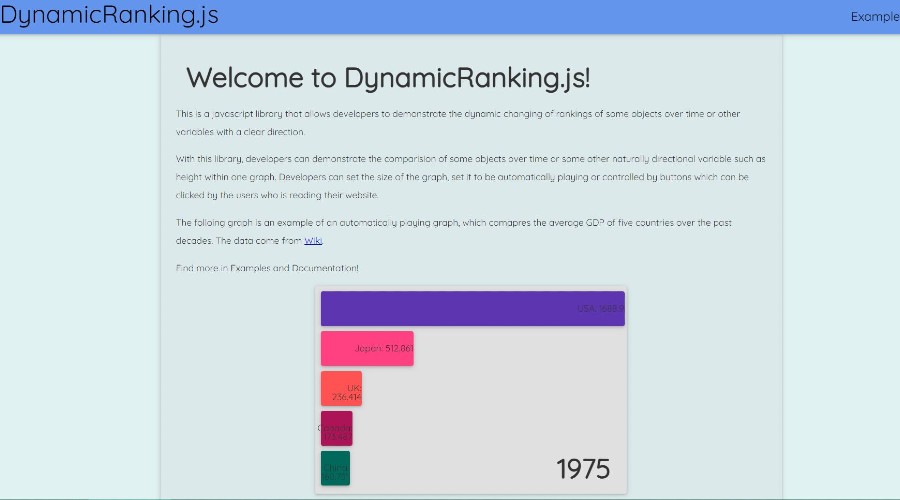 DynamicRanking.js
Example
Welcome to DynamicRanking.js!
This is a javascript library that allows developers to demonstrate the dynamic changing of rankings of some objects over time or other
variables with a clear direction.
With this library, developers can demonstrate the comparision of some objects over time or some other naturally directional variable such as
height within one graph. Developers can set the size of the graph, set it to be automatically playing or controlled by buttons which can be
clicked by the users who is reading their website.
The folloing graph is an example of an automatically playing graph, which comapres the average GDP of five countries over the past
decades. The data come from Wiki.
Find more in Examples and Documentation!
USA:
Japan: 512.861
UK:
236.414
Canada:
China:
1975